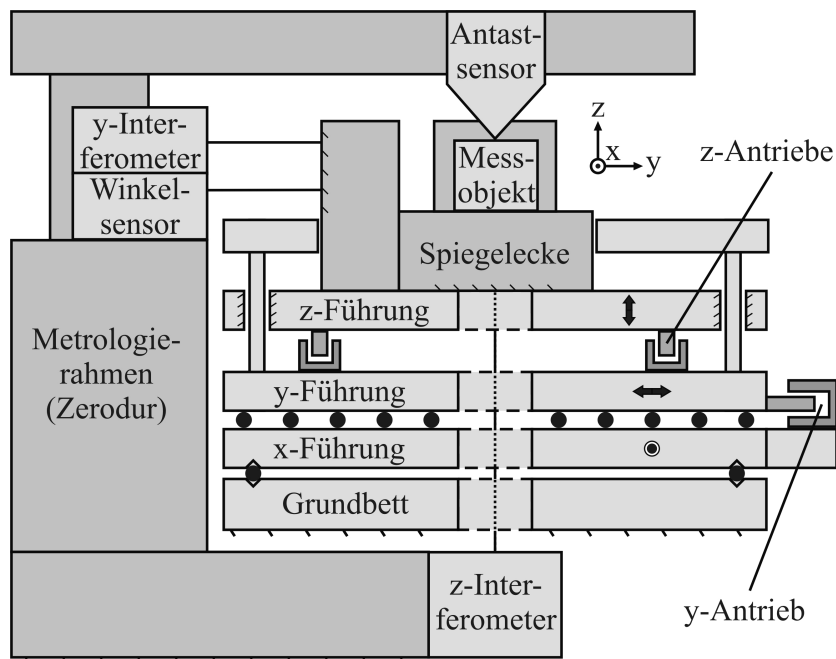 Antast-
sensor
y-Inter-
ferometer
Winkel-
sensor
Mess-
objekt
z
x
y
z-Antriebe
Spiegelecke
z-Führung
Metrologie-
rahmen
(Zerodur)
y-Führung
x-Führung
Grundbett
z-Inter-
ferometer
y-Antrieb